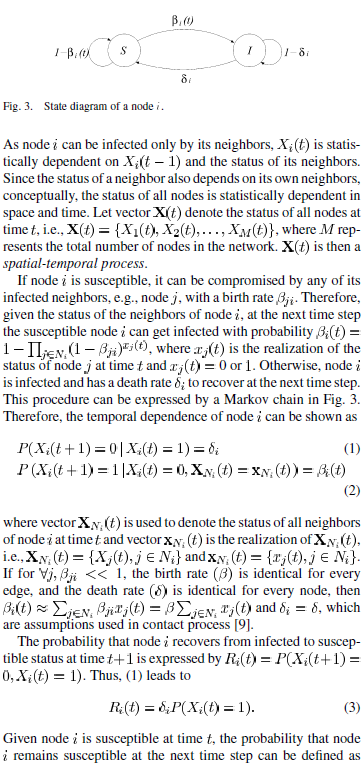 β_i(t)
1-β_i(t) S I 1-δ_i
δ_i
Fig. 3. State diagram of a node i.
As node i can be infected only by its neighbors, X_i(t) is statis-
tically dependent on X_i(t − 1) and the status of its neighbors.
Since the status of a neighbor also depends on its own neighbors,
conceptually, the status of all nodes is statistically dependent in
space and time. Let vector X(t) denote the status of all nodes at
time t, i.e., X(t) = {X_1(t), X_2(t), . . . , X_M(t)}, where M rep-
resents the total number of nodes in the network. X(t) is then a
spatial-temporal process.
If node i is susceptible, it can be compromised by any of its
infected neighbors, e.g., node j, with a birth rate β_{ji}. Therefore,
given the status of the neighbors of node i, at the next time step
the susceptible node i can get infected with probability β_i(t) =
1 − ∏_{j∈N_i}(1 − β_{ji})^{x_j(t)}, where x_j(t) is the realization of the
status of node j at time t and x_j(t) = 0 or 1. Otherwise, node i
is infected and has a death rate δ_i to recover at the next time step.
This procedure can be expressed by a Markov chain in Fig. 3.
Therefore, the temporal dependence of node i can be shown as
P(X_i(t + 1) = 0 | X_i(t) = 1) = δ_i (1)
P (X_i(t + 1) = 1 |X_i(t) = 0, X_{N_i}(t) = x_{N_i}(t)) = β_i(t)
(2)
where vector X_{N_i}(t) is used to denote the status of all neighbors
of node i at time t and vector x_{N_i}(t) is the realization of X_{N_i}(t),
i.e., X_{N_i}(t) = {X_j(t), j ∈ N_i} and x_{N_i}(t) = {x_j(t), j ∈ N_i}.
If for ∀j, β_{ji} << 1, the birth rate (β) is identical for every
edge, and the death rate (δ) is identical for every node, then
β_i(t) ≈ ∑_{j∈N_i} β_{ji}x_j(t) = β ∑_{j∈N_i} x_j(t) and δ_i = δ, which
are assumptions used in contact process [9].
The probability that node i recovers from infected to suscep-
tible status at time t+1 is expressed by R_i(t) = P(X_i(t+1) =
0, X_i(t) = 1). Thus, (1) leads to
R_i(t) = δ_i P(X_i(t) = 1). (3)
Given node i is susceptible at time t, the probability that node
i remains susceptible at the next time step can be defined as